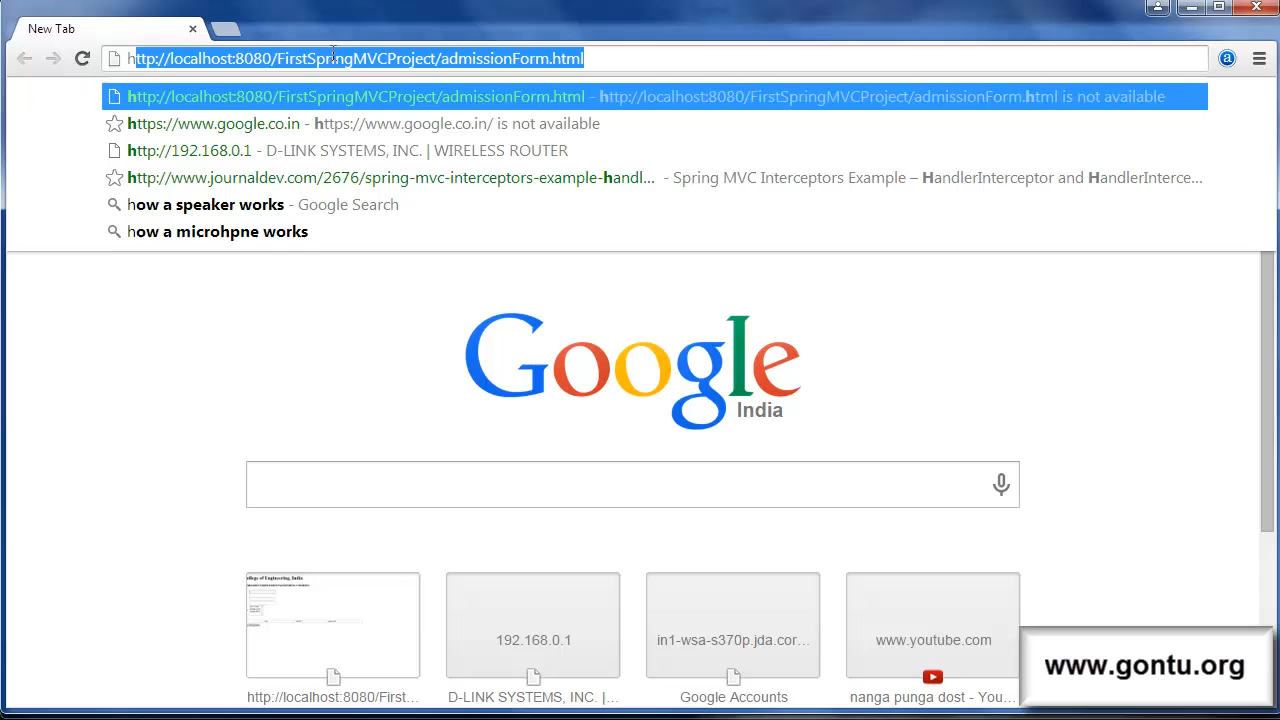 New Tab
http://localhost:8080/FirstSpringMVCProject/admissionForm.html
http://localhost:8080/FirstSpringMVCProject/admissionForm.html - http://localhost:8080/FirstSpringMVCProject/admissionForm.html is not available
https://www.google.co.in - https://www.google.co.in/ is not available
http://192.168.0.1 - D-LINK SYSTEMS, INC. | WIRELESS ROUTER
http://www.journaldev.com/2676/spring-mvc-interceptors-example-handl... - Spring MVC Interceptors Example – HandlerInterceptor and HandlerInterce...
how a speaker works - Google Search
how a microhpne works
Google
India
ollege of Engineering, India
192.168.0.1
in1-wsa-s370p.jda.cor...
www.youtube.com
http://localhost:8080/First...
D-LINK SYSTEMS, INC. |...
Google Accounts
nanga punga dost - You...
www.gontu.org